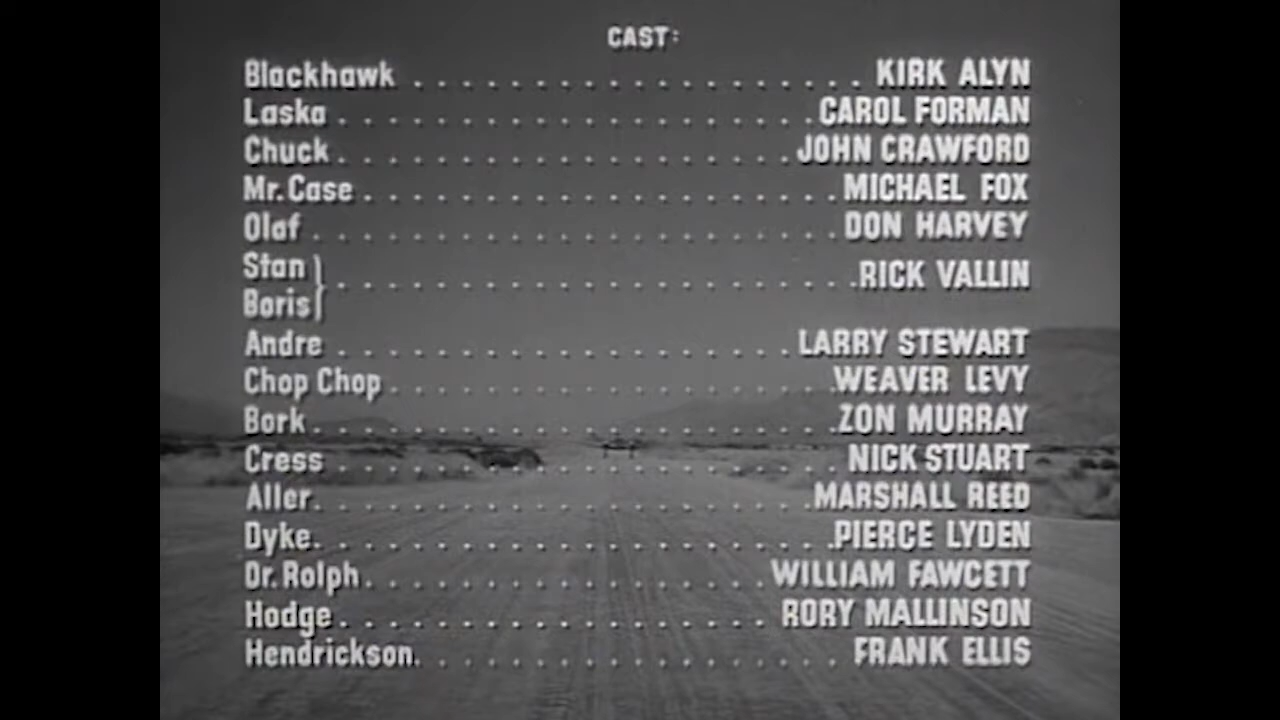 CAST:
Blackhawk . . . . . . . . . . . . . . . . . . KIRK ALYN
Laska . . . . . . . . . . . . . . . . . . . CAROL FORMAN
Chuck . . . . . . . . . . . . . . . . . . . JOHN CRAWFORD
Mr. Case . . . . . . . . . . . . . . . . . . . MICHAEL FOX
Olaf . . . . . . . . . . . . . . . . . . . . . DON HARVEY
Stan } . . . . . . . . . . . . . . . . . . . . . RICK VALLIN
Boris }
Andre . . . . . . . . . . . . . . . . . . . LARRY STEWART
Chop Chop . . . . . . . . . . . . . . . . . . WEAVER LEVY
Bork . . . . . . . . . . . . . . . . . . . . . ZON MURRAY
Cress . . . . . . . . . . . . . . . . . . . . NICK STUART
Aller . . . . . . . . . . . . . . . . . . . . MARSHALL REED
Dyke . . . . . . . . . . . . . . . . . . . . . PIERCE LYDEN
Dr. Rolph . . . . . . . . . . . . . . . . WILLIAM FAWCETT
Hodge . . . . . . . . . . . . . . . . . . RORY MALLINSON
Hendrickson . . . . . . . . . . . . . . . . . FRANK ELLIS